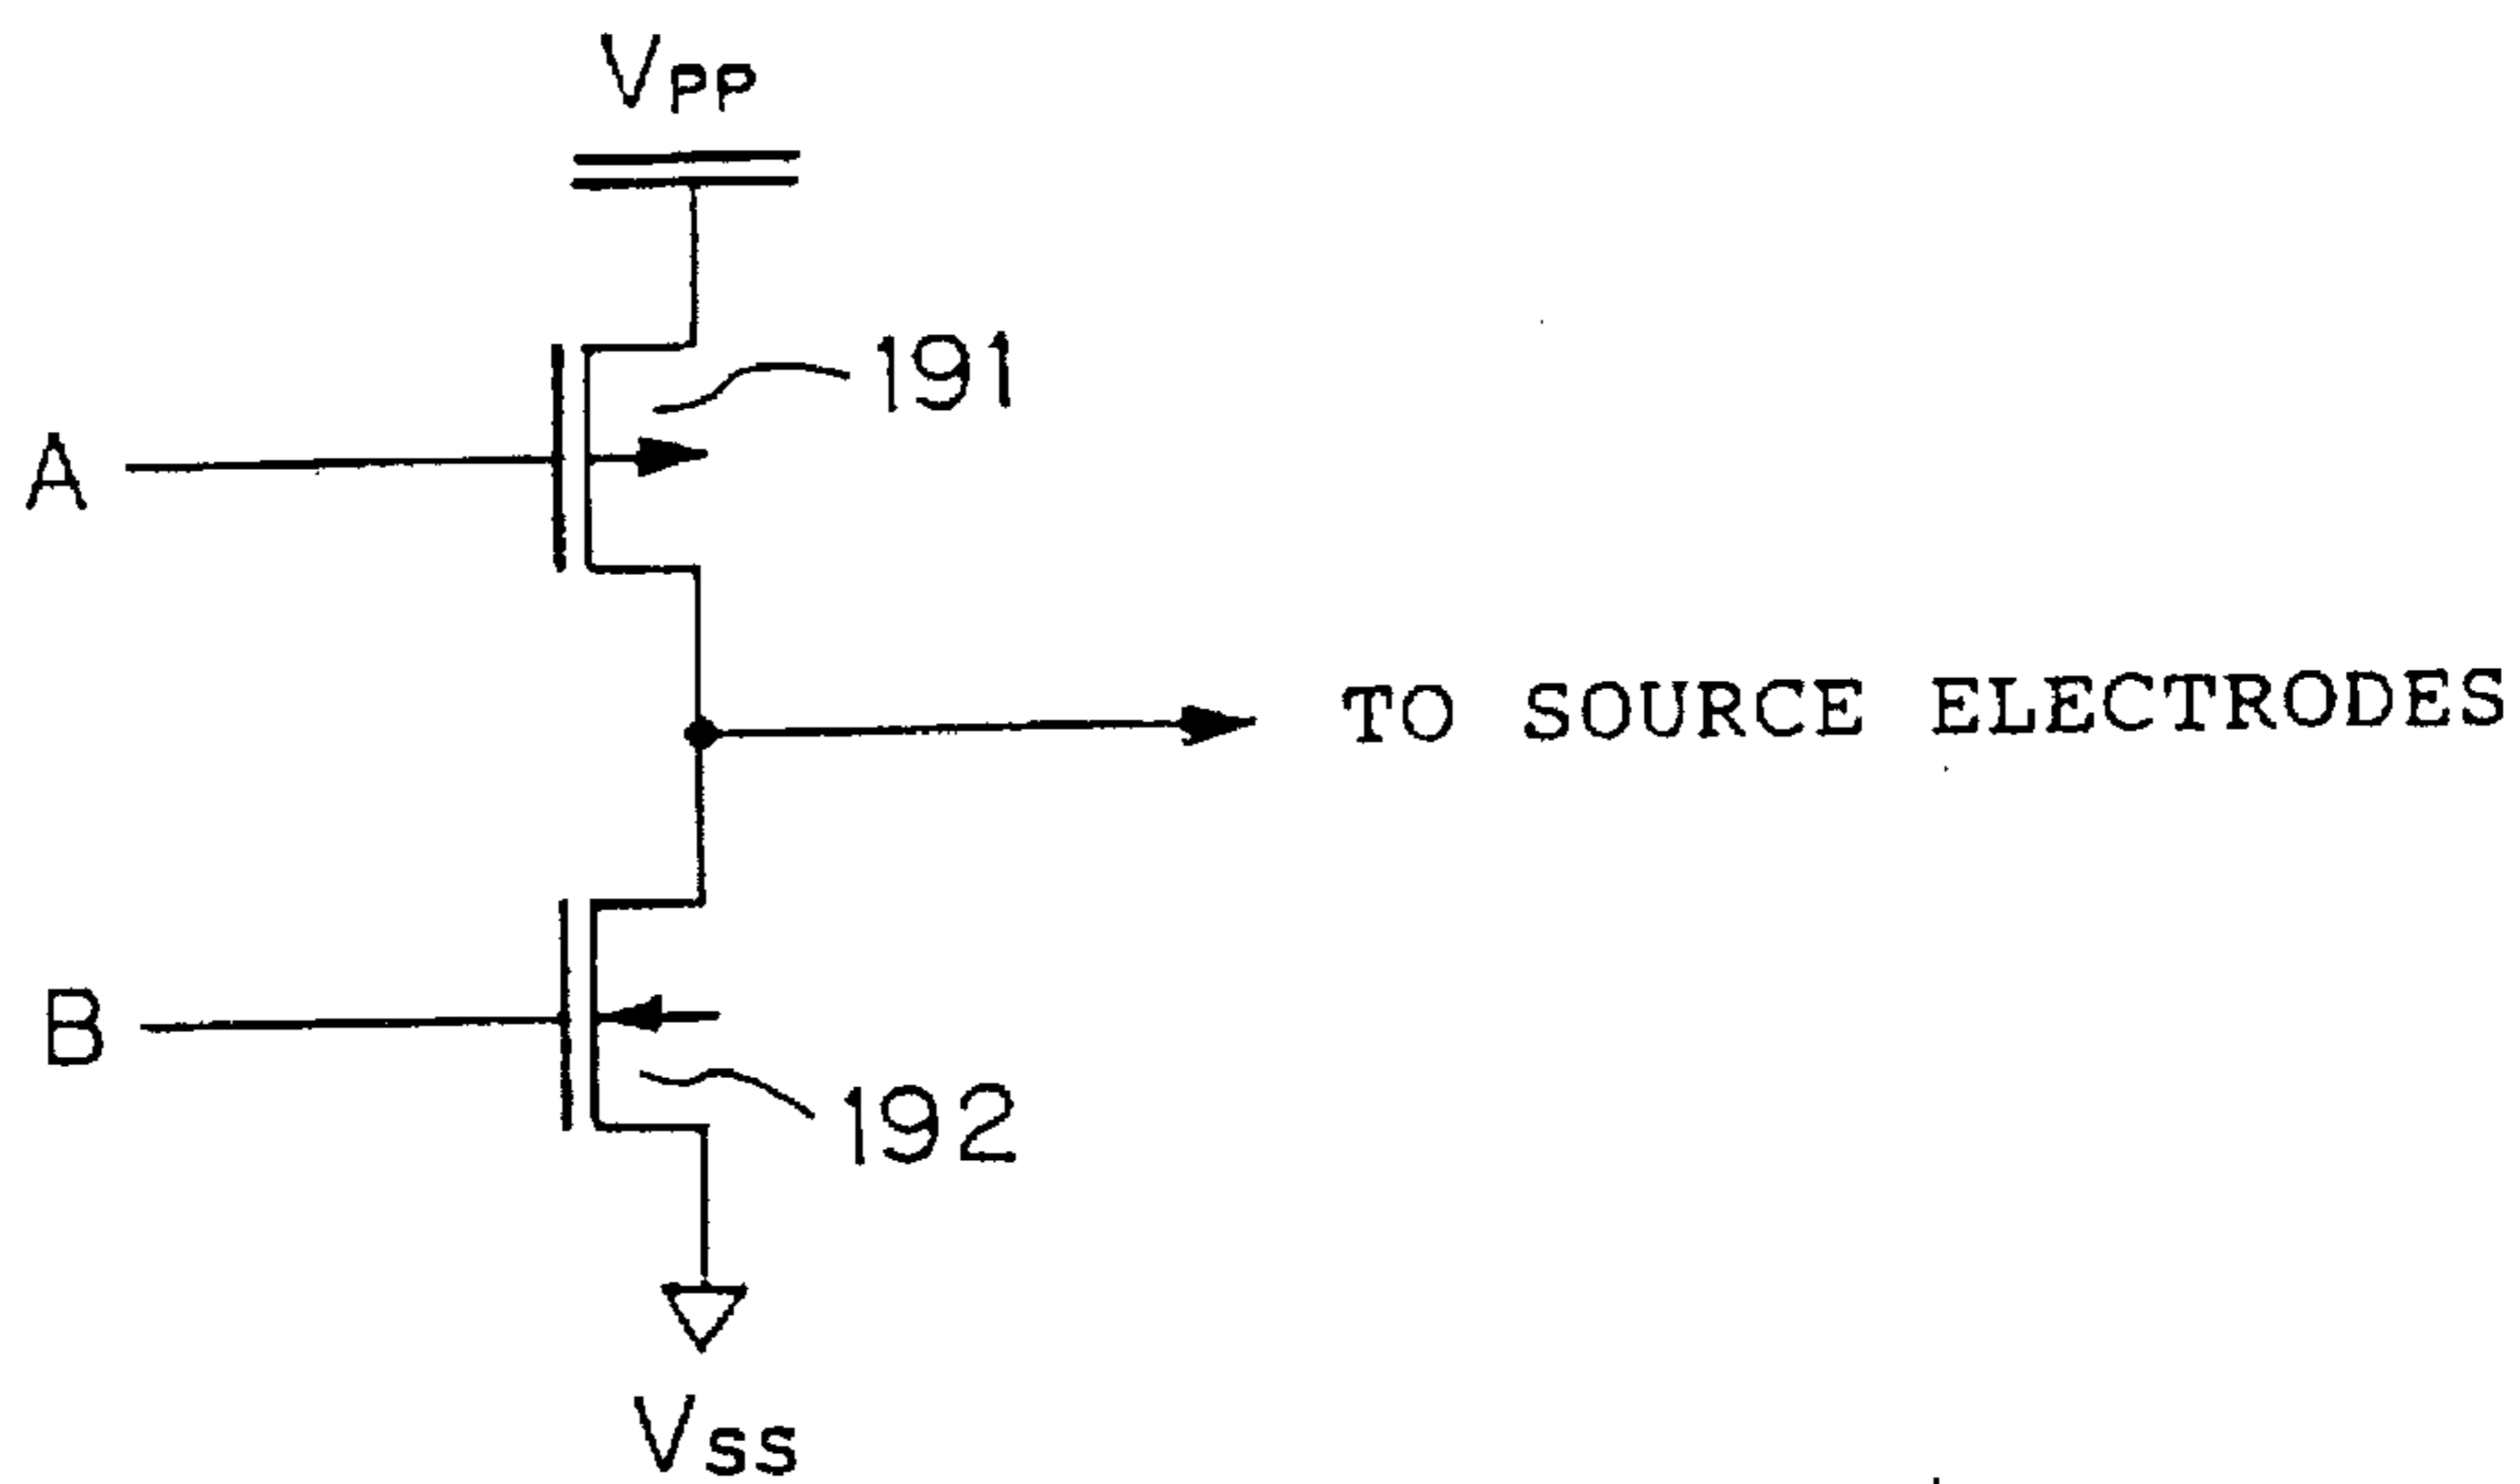 VPP
191
A
TO SOURCE ELECTRODES
B
192
VSS